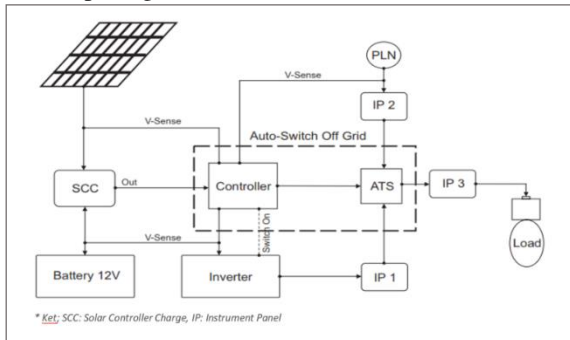 PLN
V-Sense
IP 2
V-Sense
Auto-Switch Off Grid
SCC
Out
Controller
ATS
IP 3
Switch On
V-Sense
Load
Battery 12V
Inverter
IP 1
* Ket; SCC: Solar Controller Charge, IP: Instrument Panel